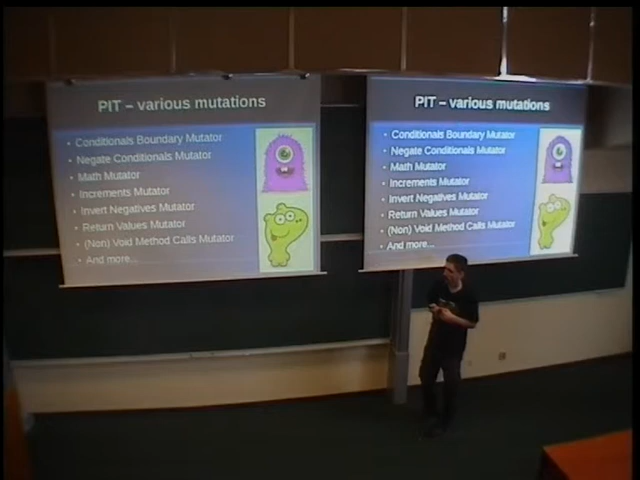 PIT – various mutations
• Conditionals Boundary Mutator
• Negate Conditionals Mutator
• Math Mutator
• Increments Mutator
• Invert Negatives Mutator
• Return Values Mutator
• (Non) Void Method Calls Mutator
• And more...
PIT – various mutations
• Conditionals Boundary Mutator
• Negate Conditionals Mutator
• Math Mutator
• Increments Mutator
• Invert Negatives Mutator
• Return Values Mutator
• (Non) Void Method Calls Mutator
• And more...